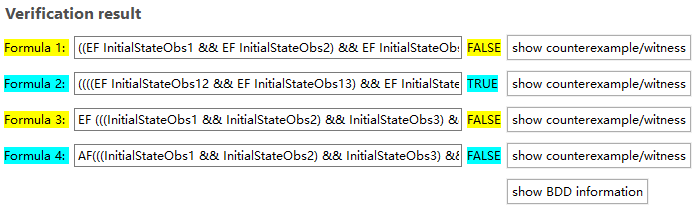 Verification result
Formula 1: ((EF InitialStateObs1 && EF InitialStateObs2) && EF InitialStateObs FALSE show counterexample/witness
Formula 2: ((((EF InitialStateObs12 && EF InitialStateObs13) && EF InitialState TRUE show counterexample/witness
Formula 3: EF (((InitialStateObs1 && InitialStateObs2) && InitialStateObs3) && FALSE show counterexample/witness
Formula 4: AF(((InitialStateObs1 && InitialStateObs2) && InitialStateObs3) && FALSE show counterexample/witness
show BDD information